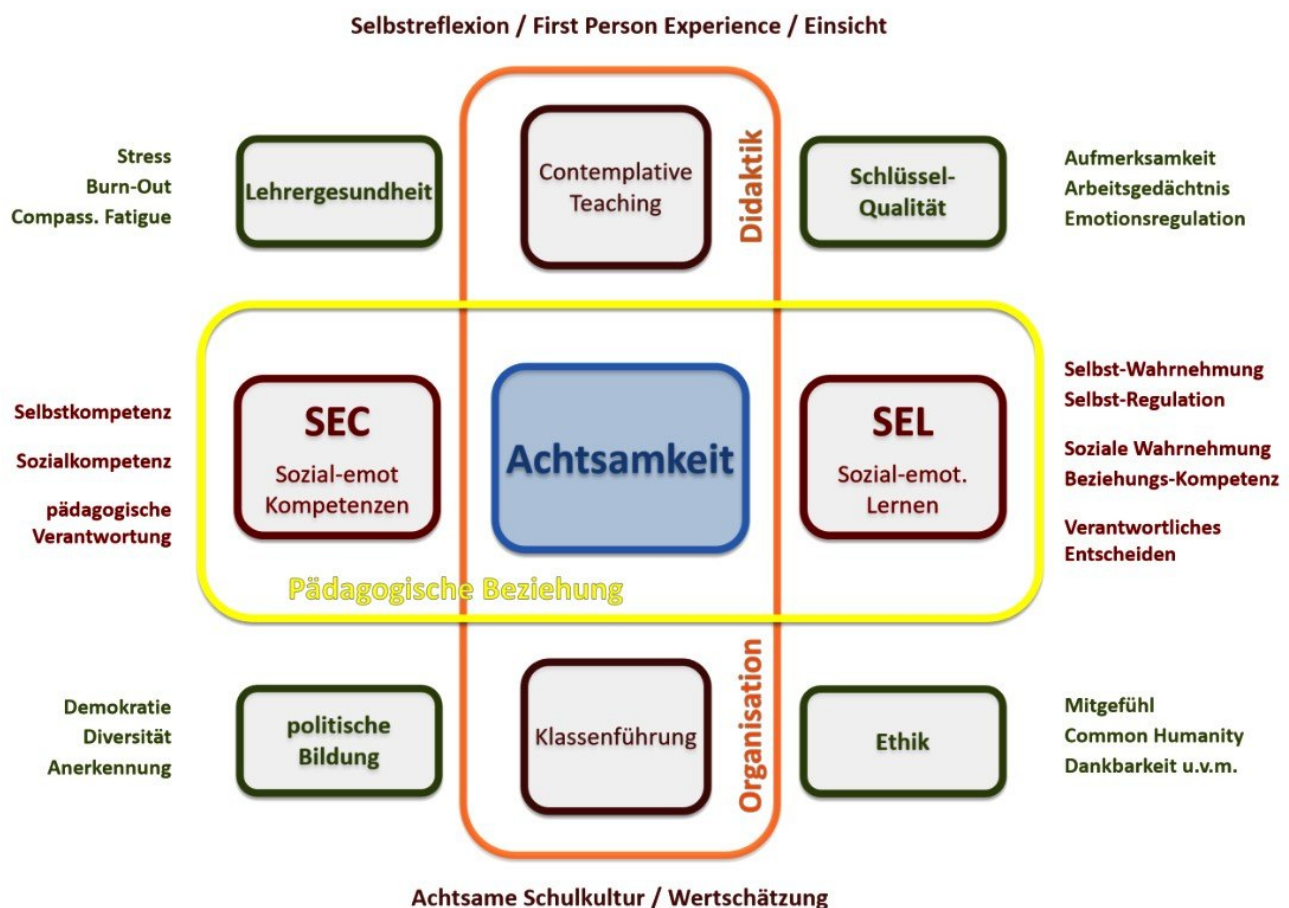 Selbstreflexion / First Person Experience / Einsicht
Stress
Burn-Out
Compass. Fatigue
Lehrergesundheit
Contemplative
Teaching
Didaktik
Schlüssel-
Qualität
Aufmerksamkeit
Arbeitsgedächtnis
Emotionsregulation
Selbstkompetenz
Sozialkompetenz
pädagogische
Verantwortung
SEC
Sozial-emot
Kompetenzen
Achtsamkeit
SEL
Sozial-emot.
Lernen
Selbst-Wahrnehmung
Selbst-Regulation
Soziale Wahrnehmung
Beziehungs-Kompetenz
Verantwortliches
Entscheiden
Pädagogische Beziehung
Demokratie
Diversität
Anerkennung
politische
Bildung
Klassenführung
Organisation
Ethik
Mitgefühl
Common Humanity
Dankbarkeit u.v.m.
Achtsame Schulkultur / Wertschätzung